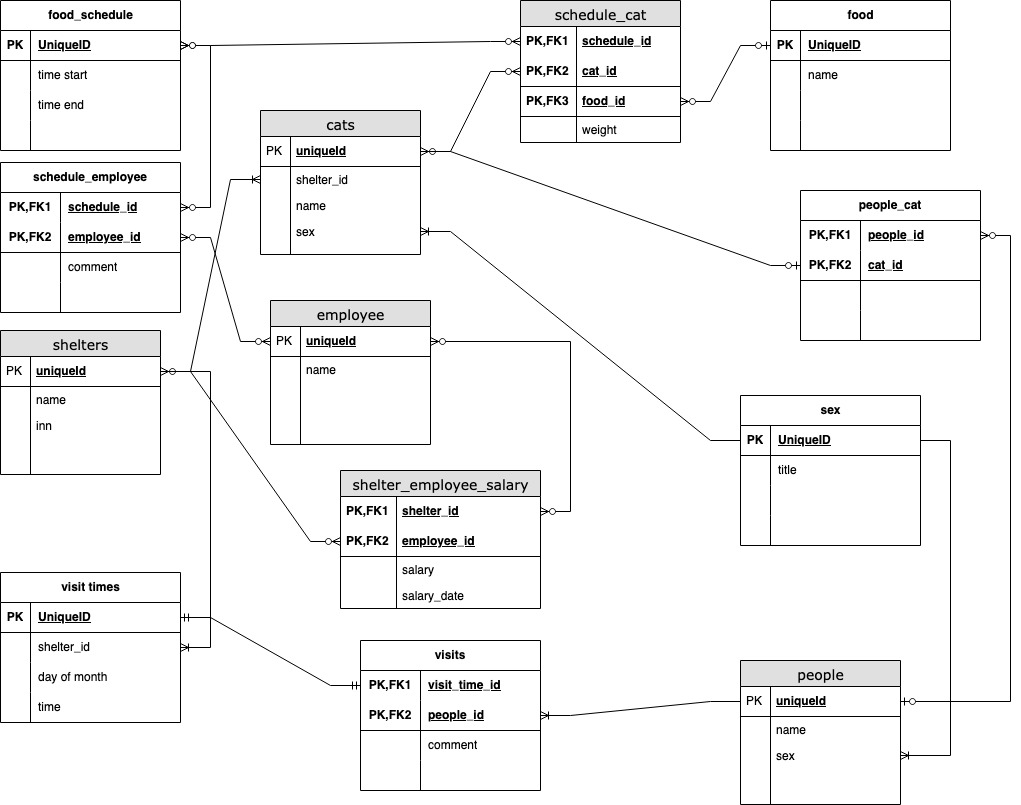 food_schedule
PK UniqueID
time start
time end
schedule_cat
PK,FK1 schedule_id
PK,FK2 cat_id
PK,FK3 food_id
weight
food
PK UniqueID
name
cats
PK uniqueId
shelter_id
name
sex
schedule_employee
PK,FK1 schedule_id
PK,FK2 employee_id
comment
people_cat
PK,FK1 people_id
PK,FK2 cat_id
employee
PK uniqueId
name
shelters
PK uniqueId
name
inn
sex
PK UniqueID
title
shelter_employee_salary
PK,FK1 shelter_id
PK,FK2 employee_id
salary
salary_date
visit times
PK UniqueID
shelter_id
day of month
time
visits
PK,FK1 visit_time_id
PK,FK2 people_id
comment
people
PK uniqueId
name
sex